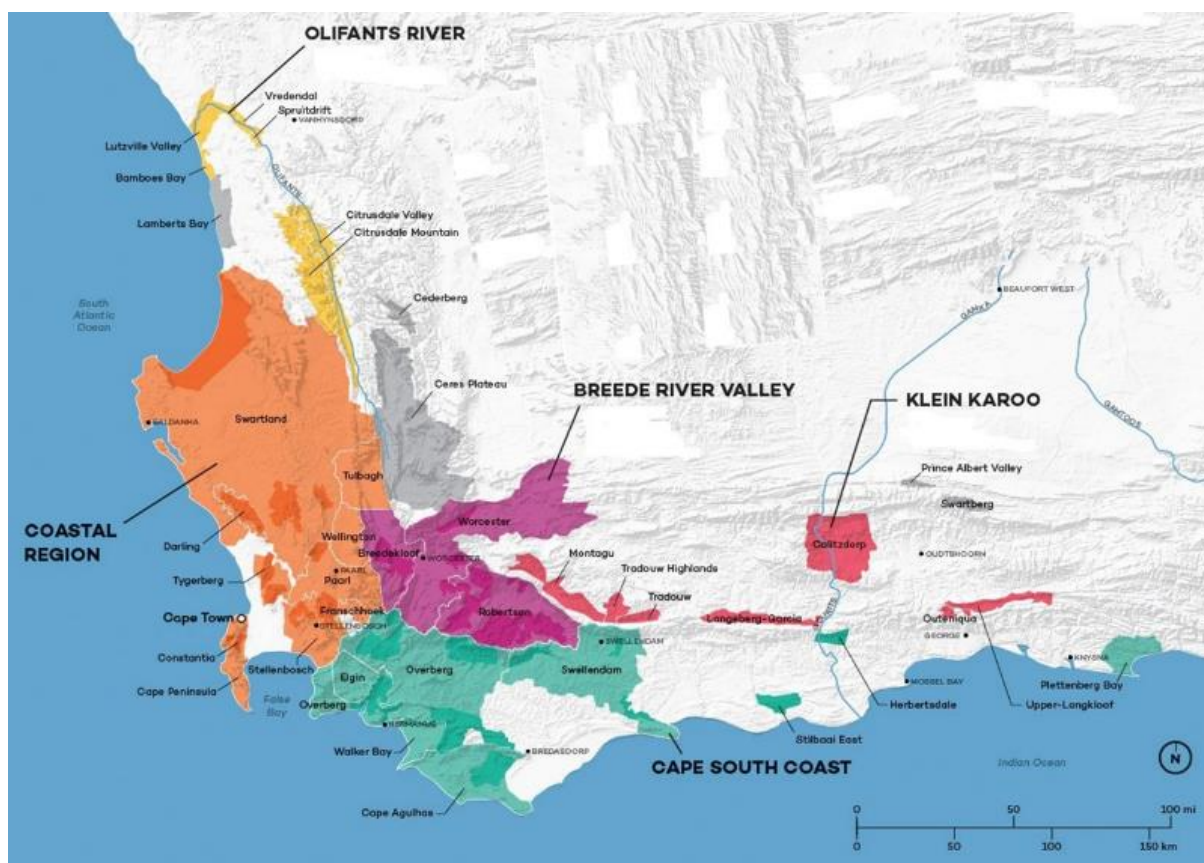 OLIFANTS RIVER
Vredendal
Spruitdrift
VANRHYNSDORP
Lutzville Valley
Bamboes Bay
OLIFANTS
Lamberts Bay
Citrusdale Valley
Citrusdale Mountain
South
Atlantic
Ocean
Cederberg
BEAUFORT WEST
GAMKA
GAMTOOS
Ceres Plateau
BREEDE RIVER VALLEY
KLEIN KAROO
Swartland
SALDANHA
Tulbagh
Prince Albert Valley
Swartberg
COASTAL
REGION
Darling
Wellington
Worcester
Breedekloof
WORCESTER
Calitzdorp
OUDTSHOORN
Montagu
Tradouw Highlands
Tradouw
Tygerberg
PAARL
Paarl
Robertson
Franschhoek
Cape Town
STELLENBOSCH
Langeberg-Garcia
Outeniqua
GEORGE
SWELLENDAM
Constantia
Stellenbosch
Overberg
Swellendam
KNYSNA
Cape Peninsula
False
Bay
Elgin
Plettenberg Bay
MOSSEL BAY
Overberg
Herbertsdale
Upper-Langkloof
HERMANUS
Stilbaai East
Walker Bay
BREDASDORP
CAPE SOUTH COAST
Indian Ocean
N
Cape Agulhas
0 50 100 mi
0 50 100 150 km